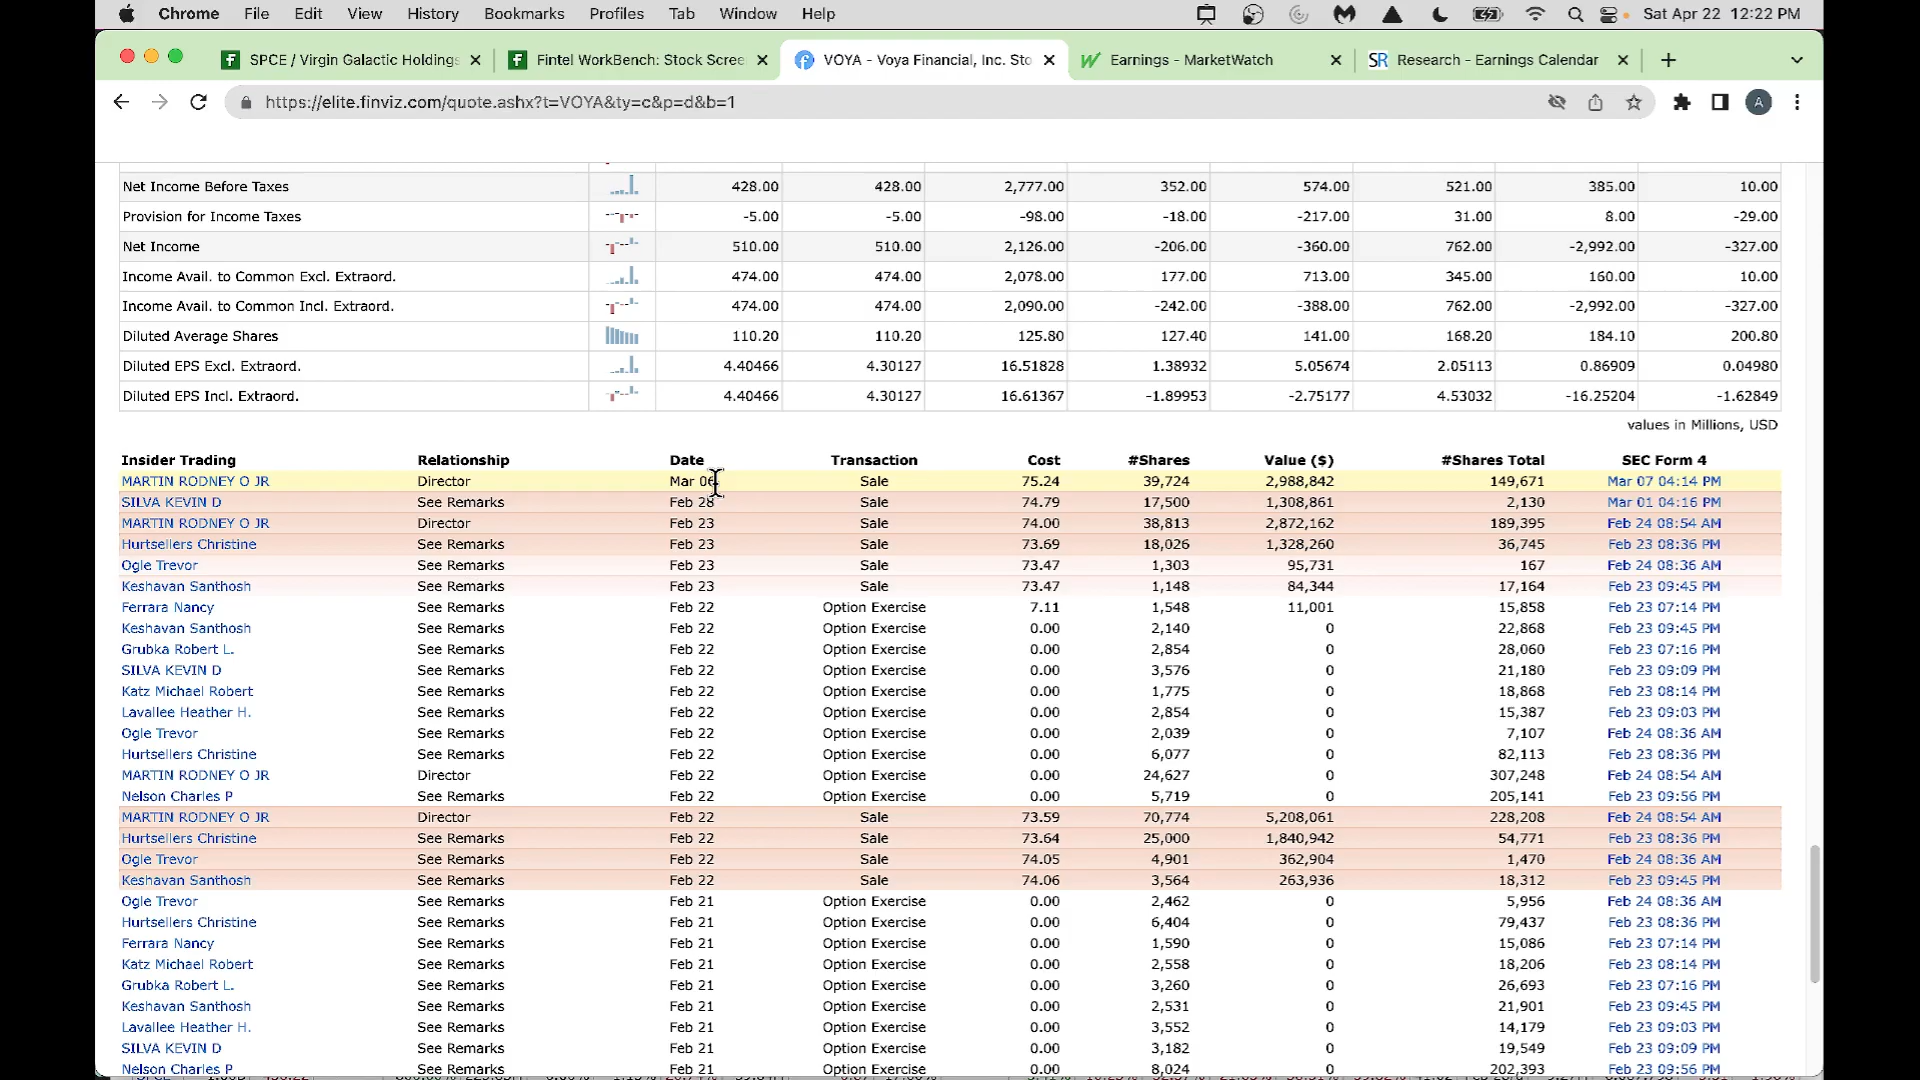 Chrome File Edit View History Bookmarks Profiles Tab Window Help Sat Apr 22 12:22 PM
SPCE / Virgin Galactic Holdings Fintel WorkBench: Stock Scree VOYA - Voya Financial, Inc. Sto Earnings - MarketWatch SR Research - Earnings Calendar
https://elite.finviz.com/quote.ashx?t=VOYA&ty=c&p=d&b=1 A
Net Income Before Taxes 428.00 428.00 2,777.00 352.00 574.00 521.00 385.00 10.00
Provision for Income Taxes -5.00 -5.00 -98.00 -18.00 -217.00 31.00 8.00 -29.00
Net Income 510.00 510.00 2,126.00 -206.00 -360.00 762.00 -2,992.00 -327.00
Income Avail. to Common Excl. Extraord. 474.00 474.00 2,078.00 177.00 713.00 345.00 160.00 10.00
Income Avail. to Common Incl. Extraord. 474.00 474.00 2,090.00 -242.00 -388.00 762.00 -2,992.00 -327.00
Diluted Average Shares 110.20 110.20 125.80 127.40 141.00 168.20 184.10 200.80
Diluted EPS Excl. Extraord. 4.40466 4.30127 16.51828 1.38932 5.05674 2.05113 0.86909 0.04980
Diluted EPS Incl. Extraord. 4.40466 4.30127 16.61367 -1.89953 -2.75177 4.53032 -16.25204 -1.62849
values in Millions, USD
Insider Trading Relationship Date Transaction Cost #Shares Value ($) #Shares Total SEC Form 4
MARTIN RODNEY O JR Director Mar 06 Sale 75.24 39,724 2,988,842 149,671 Mar 07 04:14 PM
SILVA KEVIN D See Remarks Feb 28 Sale 74.79 17,500 1,308,861 2,130 Mar 01 04:16 PM
MARTIN RODNEY O JR Director Feb 23 Sale 74.00 38,813 2,872,162 189,395 Feb 24 08:54 AM
Hurtsellers Christine See Remarks Feb 23 Sale 73.69 18,026 1,328,260 36,745 Feb 23 08:36 PM
Ogle Trevor See Remarks Feb 23 Sale 73.47 1,303 95,731 167 Feb 24 08:36 AM
Keshavan Santhosh See Remarks Feb 23 Sale 73.47 1,148 84,344 17,164 Feb 23 09:45 PM
Ferrara Nancy See Remarks Feb 22 Option Exercise 7.11 1,548 11,001 15,858 Feb 23 07:14 PM
Keshavan Santhosh See Remarks Feb 22 Option Exercise 0.00 2,140 0 22,868 Feb 23 09:45 PM
Grubka Robert L. See Remarks Feb 22 Option Exercise 0.00 2,854 0 28,060 Feb 23 07:16 PM
SILVA KEVIN D See Remarks Feb 22 Option Exercise 0.00 3,576 0 21,180 Feb 23 09:09 PM
Katz Michael Robert See Remarks Feb 22 Option Exercise 0.00 1,775 0 18,868 Feb 23 08:14 PM
Lavallee Heather H. See Remarks Feb 22 Option Exercise 0.00 2,854 0 15,387 Feb 23 09:03 PM
Ogle Trevor See Remarks Feb 22 Option Exercise 0.00 2,039 0 7,107 Feb 24 08:36 AM
Hurtsellers Christine See Remarks Feb 22 Option Exercise 0.00 6,077 0 82,113 Feb 23 08:36 PM
MARTIN RODNEY O JR Director Feb 22 Option Exercise 0.00 24,627 0 307,248 Feb 24 08:54 AM
Nelson Charles P See Remarks Feb 22 Option Exercise 0.00 5,719 0 205,141 Feb 23 09:56 PM
MARTIN RODNEY O JR Director Feb 22 Sale 73.59 70,774 5,208,061 228,208 Feb 24 08:54 AM
Hurtsellers Christine See Remarks Feb 22 Sale 73.64 25,000 1,840,942 54,771 Feb 23 08:36 PM
Ogle Trevor See Remarks Feb 22 Sale 74.05 4,901 362,904 1,470 Feb 24 08:36 AM
Keshavan Santhosh See Remarks Feb 22 Sale 74.06 3,564 263,936 18,312 Feb 23 09:45 PM
Ogle Trevor See Remarks Feb 21 Option Exercise 0.00 2,462 0 5,956 Feb 24 08:36 AM
Hurtsellers Christine See Remarks Feb 21 Option Exercise 0.00 6,404 0 79,437 Feb 23 08:36 PM
Ferrara Nancy See Remarks Feb 21 Option Exercise 0.00 1,590 0 15,086 Feb 23 07:14 PM
Katz Michael Robert See Remarks Feb 21 Option Exercise 0.00 2,558 0 18,206 Feb 23 08:14 PM
Grubka Robert L. See Remarks Feb 21 Option Exercise 0.00 3,260 0 26,693 Feb 23 07:16 PM
Keshavan Santhosh See Remarks Feb 21 Option Exercise 0.00 2,531 0 21,901 Feb 23 09:45 PM
Lavallee Heather H. See Remarks Feb 21 Option Exercise 0.00 3,552 0 14,179 Feb 23 09:03 PM
SILVA KEVIN D See Remarks Feb 21 Option Exercise 0.00 3,182 0 19,549 Feb 23 09:09 PM
Nelson Charles P See Remarks Feb 21 Option Exercise 0.00 8,024 0 202,393 Feb 23 09:56 PM